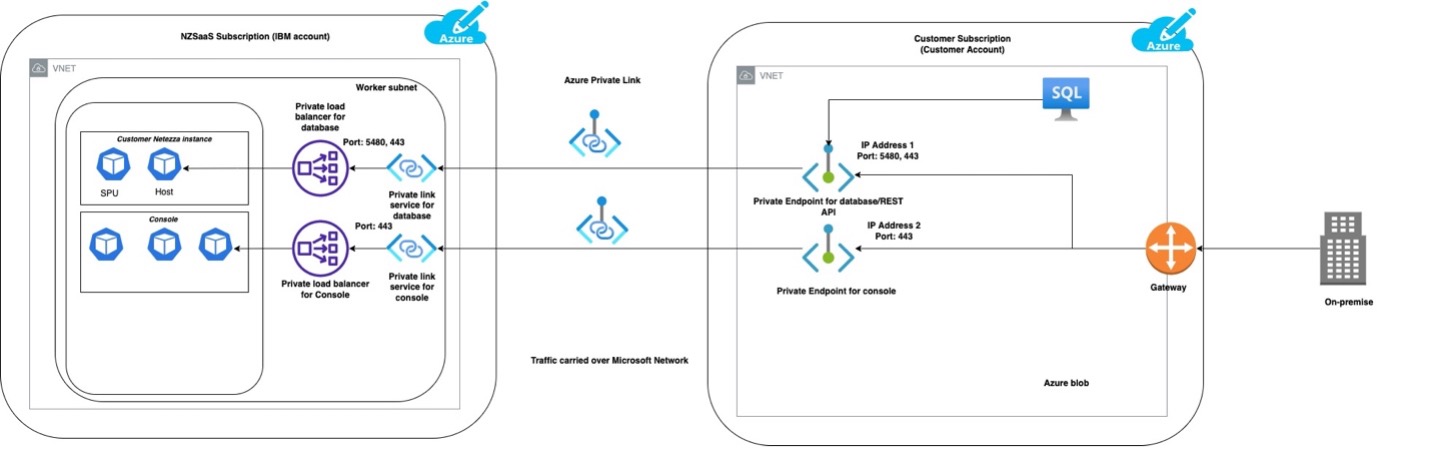 NZSaaS Subscription (IBM account)
Azure
VNET
Worker subnet
Private load
balancer for
database
Port: 5480, 443
Customer Netezza instance
SPU
Host
Private link
service for
database
Console
Port: 443
Private load balancer
for Console
Private link
service for
console
Azure Private Link
Traffic carried over Microsoft Network
Customer Subscription
(Customer Account)
Azure
VNET
SQL
IP Address 1
Port: 5480, 443
Private Endpoint for database/REST
API
IP Address 2
Port: 443
Private Endpoint for console
Gateway
Azure blob
On-premise